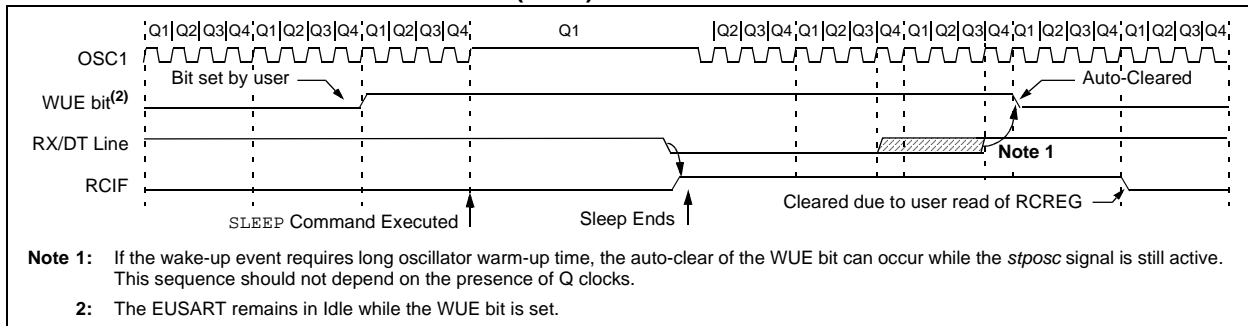 Q1 Q2 Q3 Q4 Q1 Q2 Q3 Q4 Q1 Q2 Q3 Q4 Q1 Q2 Q3 Q4 Q1 Q2 Q3 Q4 Q1 Q2 Q3 Q4 Q1 Q2 Q3 Q4 Q1 Q2 Q3 Q4
OSC1
Bit set by user
Auto-Cleared
WUE bit(2)
RX/DT Line
Note 1
RCIF
Cleared due to user read of RCREG
SLEEP Command Executed
Sleep Ends
Note 1: If the wake-up event requires long oscillator warm-up time, the auto-clear of the WUE bit can occur while the stposc signal is still active.
This sequence should not depend on the presence of Q clocks.
2: The EUSART remains in Idle while the WUE bit is set.